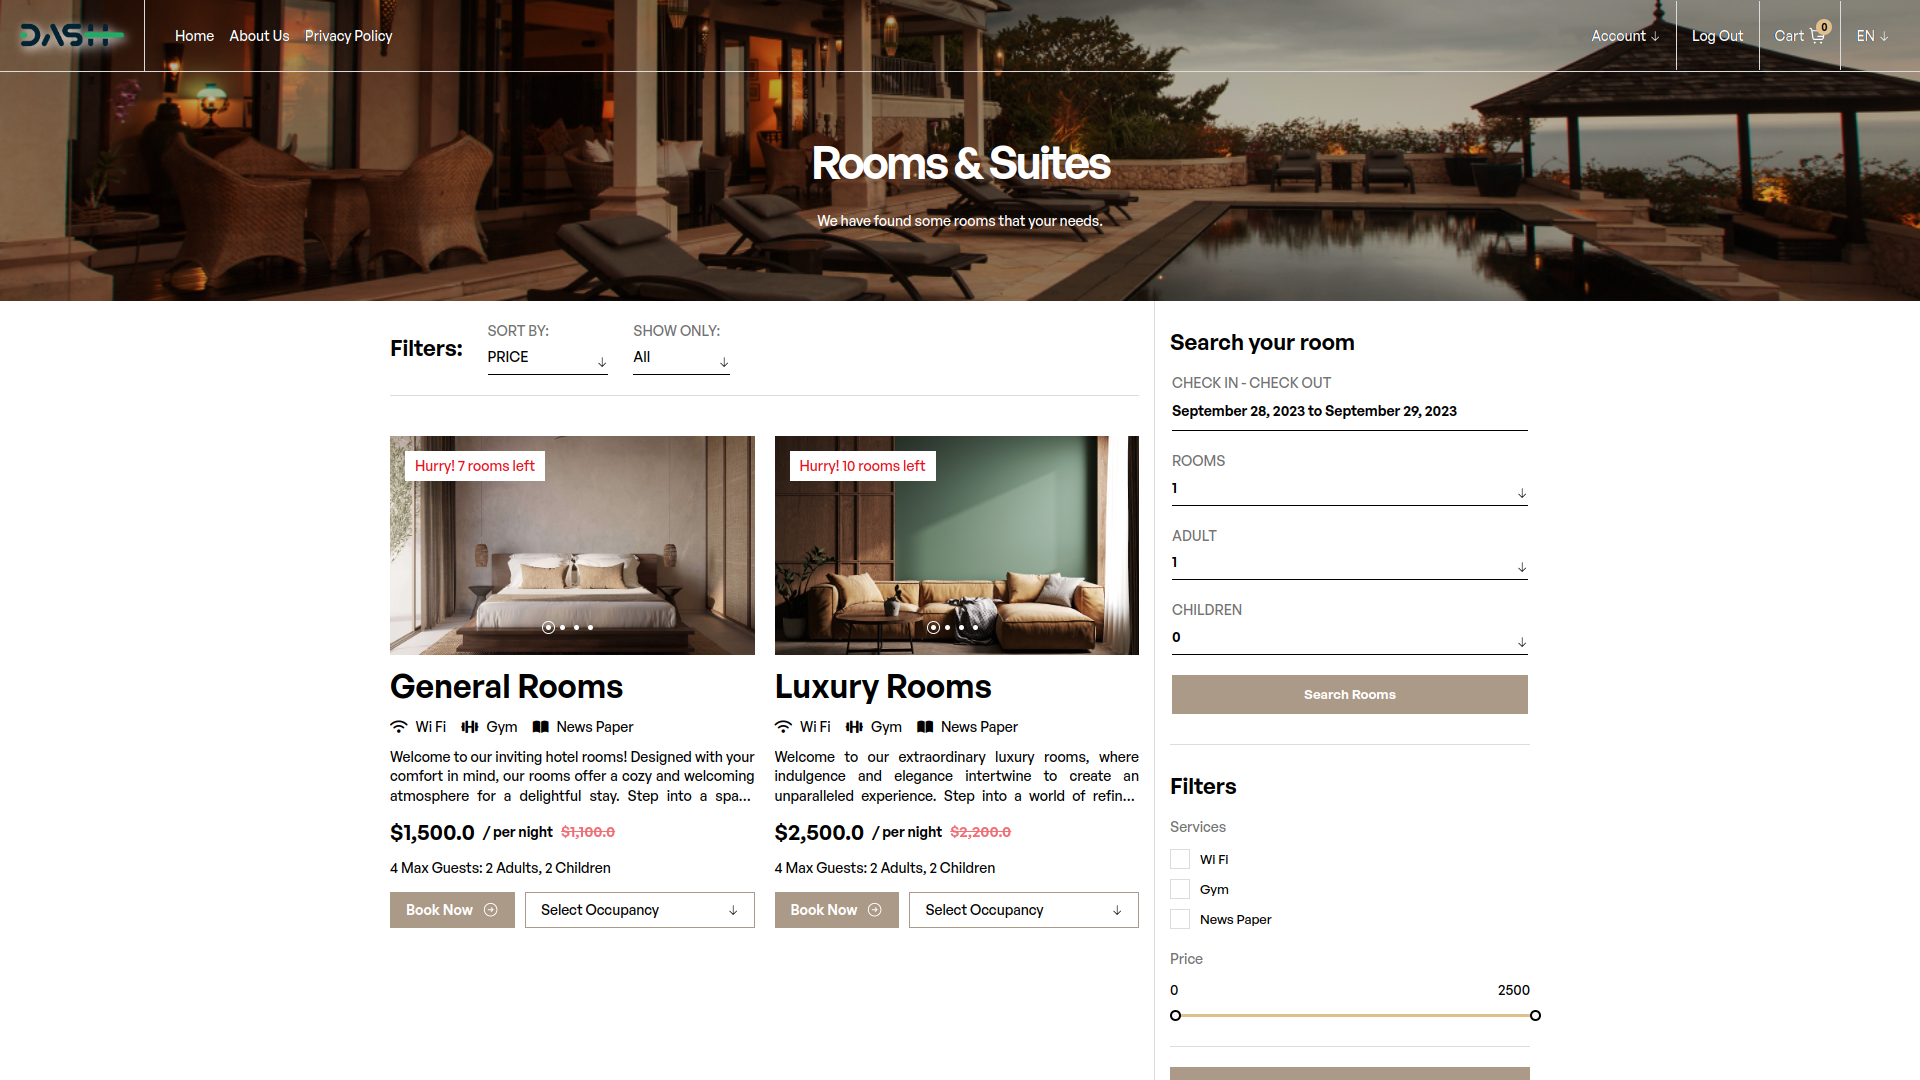 DASH
Home About Us Privacy Policy
Account Log Out Cart 0 EN
Rooms & Suites
We have found some rooms that your needs.
Filters:
SORT BY:
PRICE
SHOW ONLY:
All
Hurry! 7 rooms left
General Rooms
Wi Fi Gym News Paper
Welcome to our inviting hotel rooms! Designed with your
comfort in mind, our rooms offer a cozy and welcoming
atmosphere for a delightful stay. Step into a spa...
$1,500.0 / per night $1,100.0
4 Max Guests: 2 Adults, 2 Children
Book Now Select Occupancy
Hurry! 10 rooms left
Luxury Rooms
Wi Fi Gym News Paper
Welcome to our extraordinary luxury rooms, where
indulgence and elegance intertwine to create an
unparalleled experience. Step into a world of refin...
$2,500.0 / per night $2,200.0
4 Max Guests: 2 Adults, 2 Children
Book Now Select Occupancy
Search your room
CHECK IN - CHECK OUT
September 28, 2023 to September 29, 2023
ROOMS
1
ADULT
1
CHILDREN
0
Search Rooms
Filters
Services
WI FI
Gym
News Paper
Price
0 2500